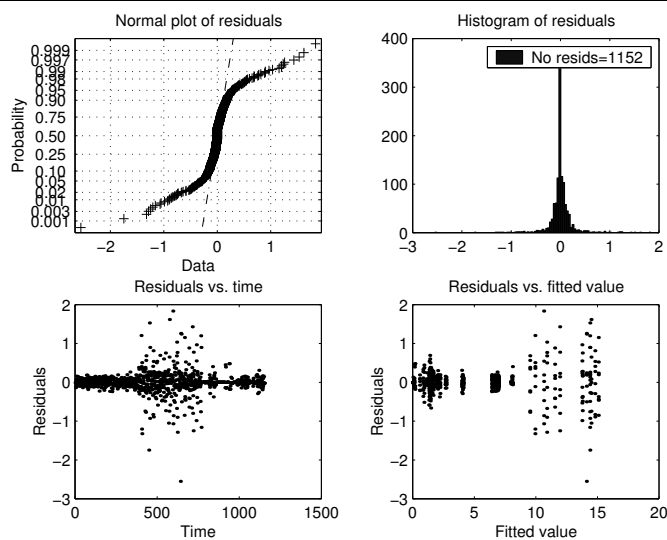 Normal plot of residuals
0.999
0.997
0.99
0.98
0.95
0.90
0.75
0.50
0.25
0.10
0.05
0.02
0.01
0.003
0.001
Probability
−2 −1 0 1
Data
Histogram of residuals
No resids=1152
400
300
200
100
0
−3 −2 −1 0 1 2
Residuals vs. time
2
1
0
−1
−2
−3
Residuals
0 500 1000 1500
Time
Residuals vs. fitted value
2
1
0
−1
−2
−3
Residuals
0 5 10 15 20
Fitted value